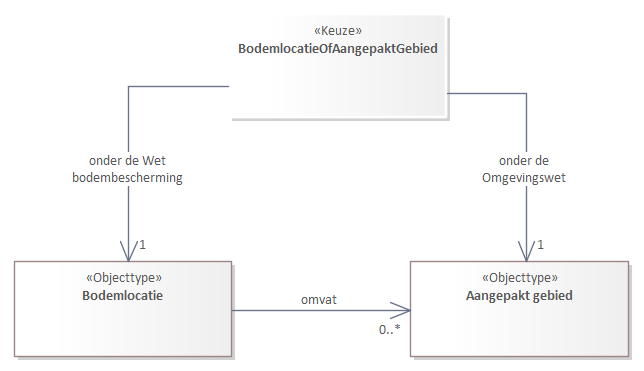 «Keuze»
BodemlocatieOfAangepaktGebied
onder de Wet
bodembescherming
onder de
Omgevingswet
1
1
«Objecttype»
Bodemlocatie
«Objecttype»
Aangepakt gebied
omvat
0..*